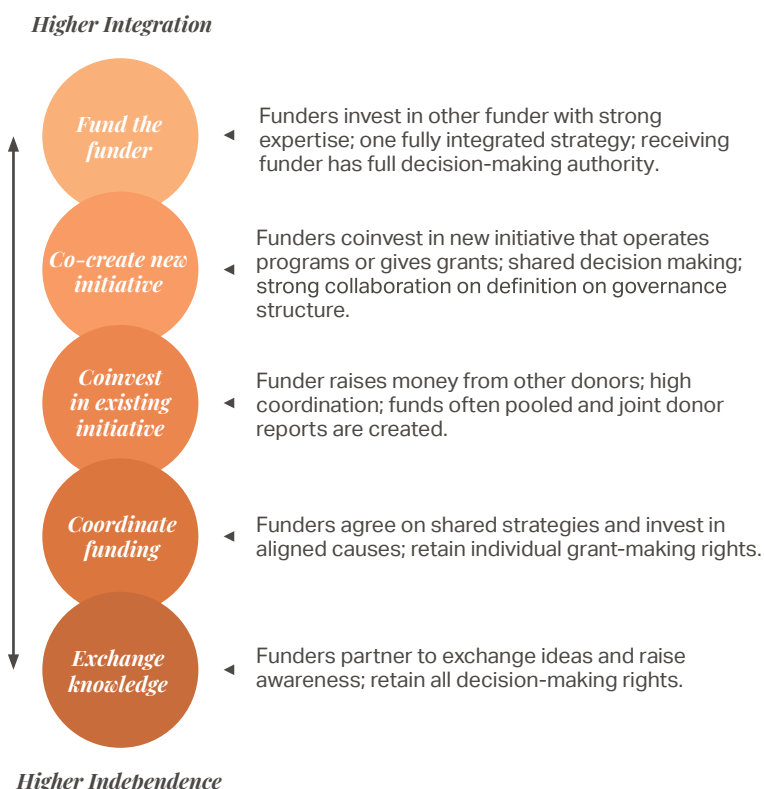 Higher Integration
Fund the
funder
Funders invest in other funder with strong
expertise; one fully integrated strategy; receiving
funder has full decision-making authority.
Co-create new
initiative
Funders coinvest in new initiative that operates
programs or gives grants; shared decision making;
strong collaboration on definition on governance
structure.
Coinvest
in existing
initiative
Funder raises money from other donors; high
coordination; funds often pooled and joint donor
reports are created.
Coordinate
funding
Funders agree on shared strategies and invest in
aligned causes; retain individual grant-making rights.
Exchange
knowledge
Funders partner to exchange ideas and raise
awareness; retain all decision-making rights.
Higher Independence